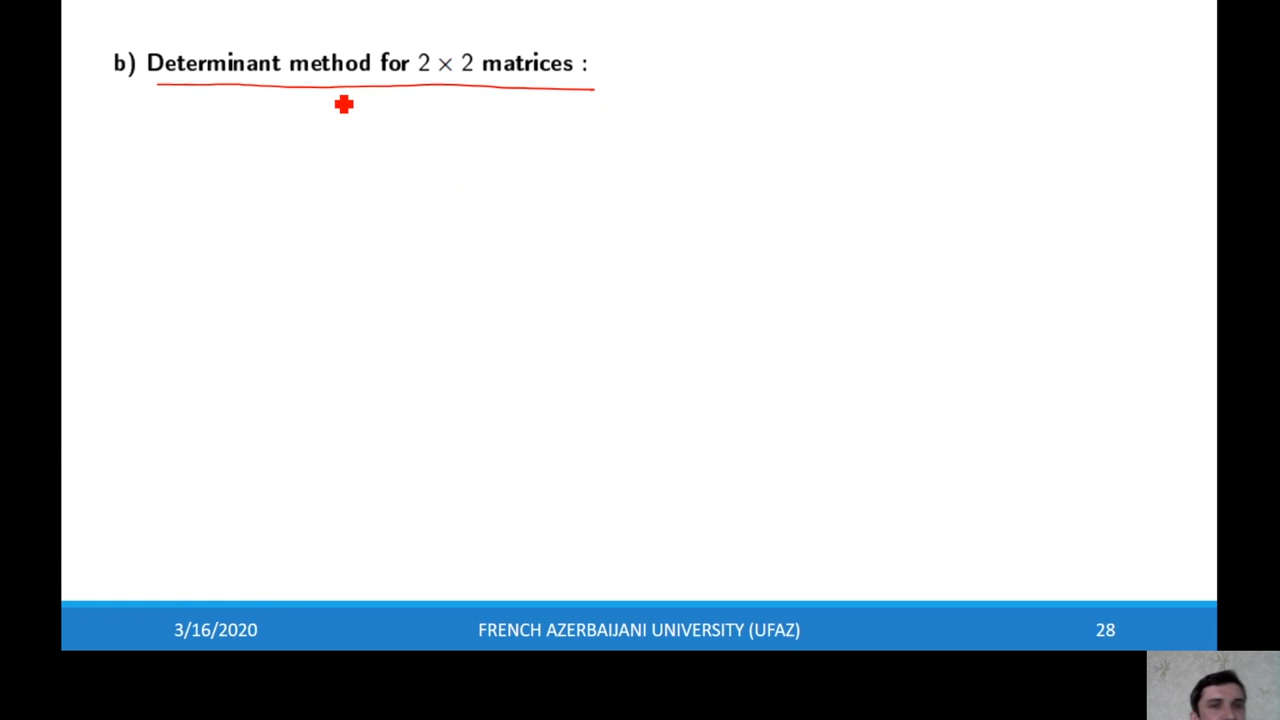 b) Determinant method for 2 × 2 matrices :
3/16/2020
FRENCH AZERBAIJANI UNIVERSITY (UFAZ)
28